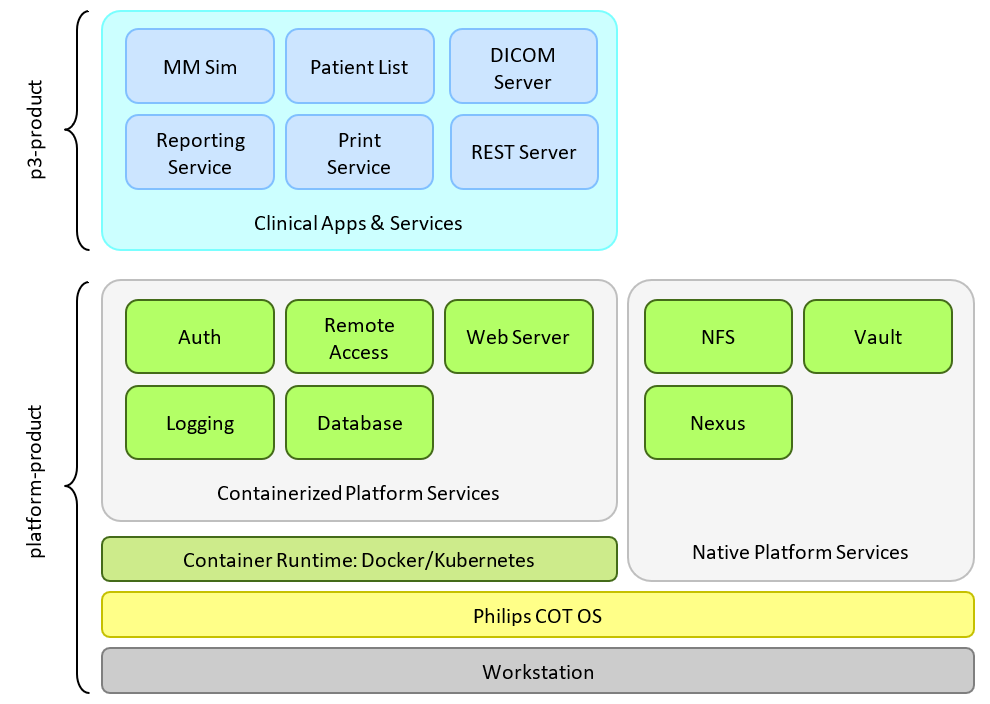 p3-product
MM Sim
Patient List
DICOM
Server
Reporting
Service
Print
Service
REST Server
Clinical Apps & Services
platform-product
Auth
Remote
Access
Web Server
Logging
Database
Containerized Platform Services
NFS
Vault
Nexus
Native Platform Services
Container Runtime: Docker/Kubernetes
Philips COT OS
Workstation